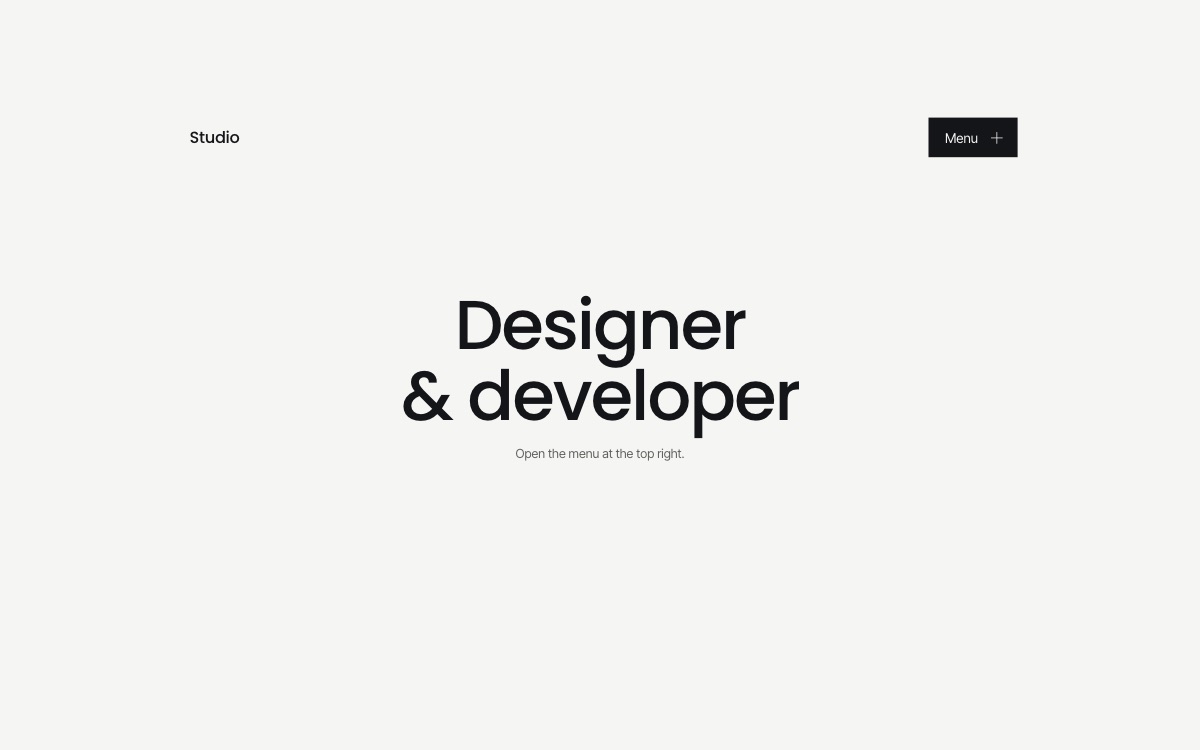 Studio
Menu
Designer
& developer
Open the menu at the top right.